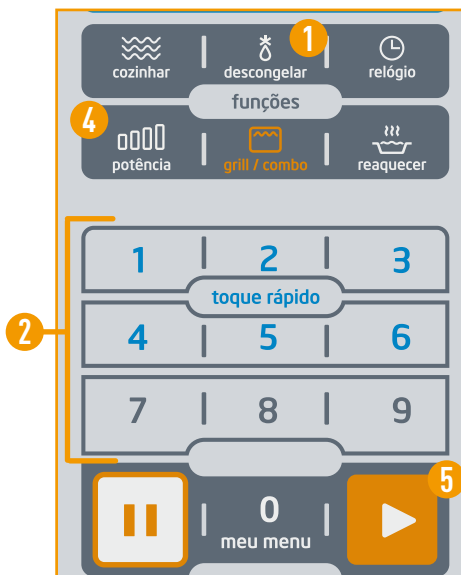 1
cozinhar descongelar relógio
funções
4
potência grill / combo reaquecer
1 2 3
toque rápido
2
4 5 6
7 8 9
5
0
meu menu